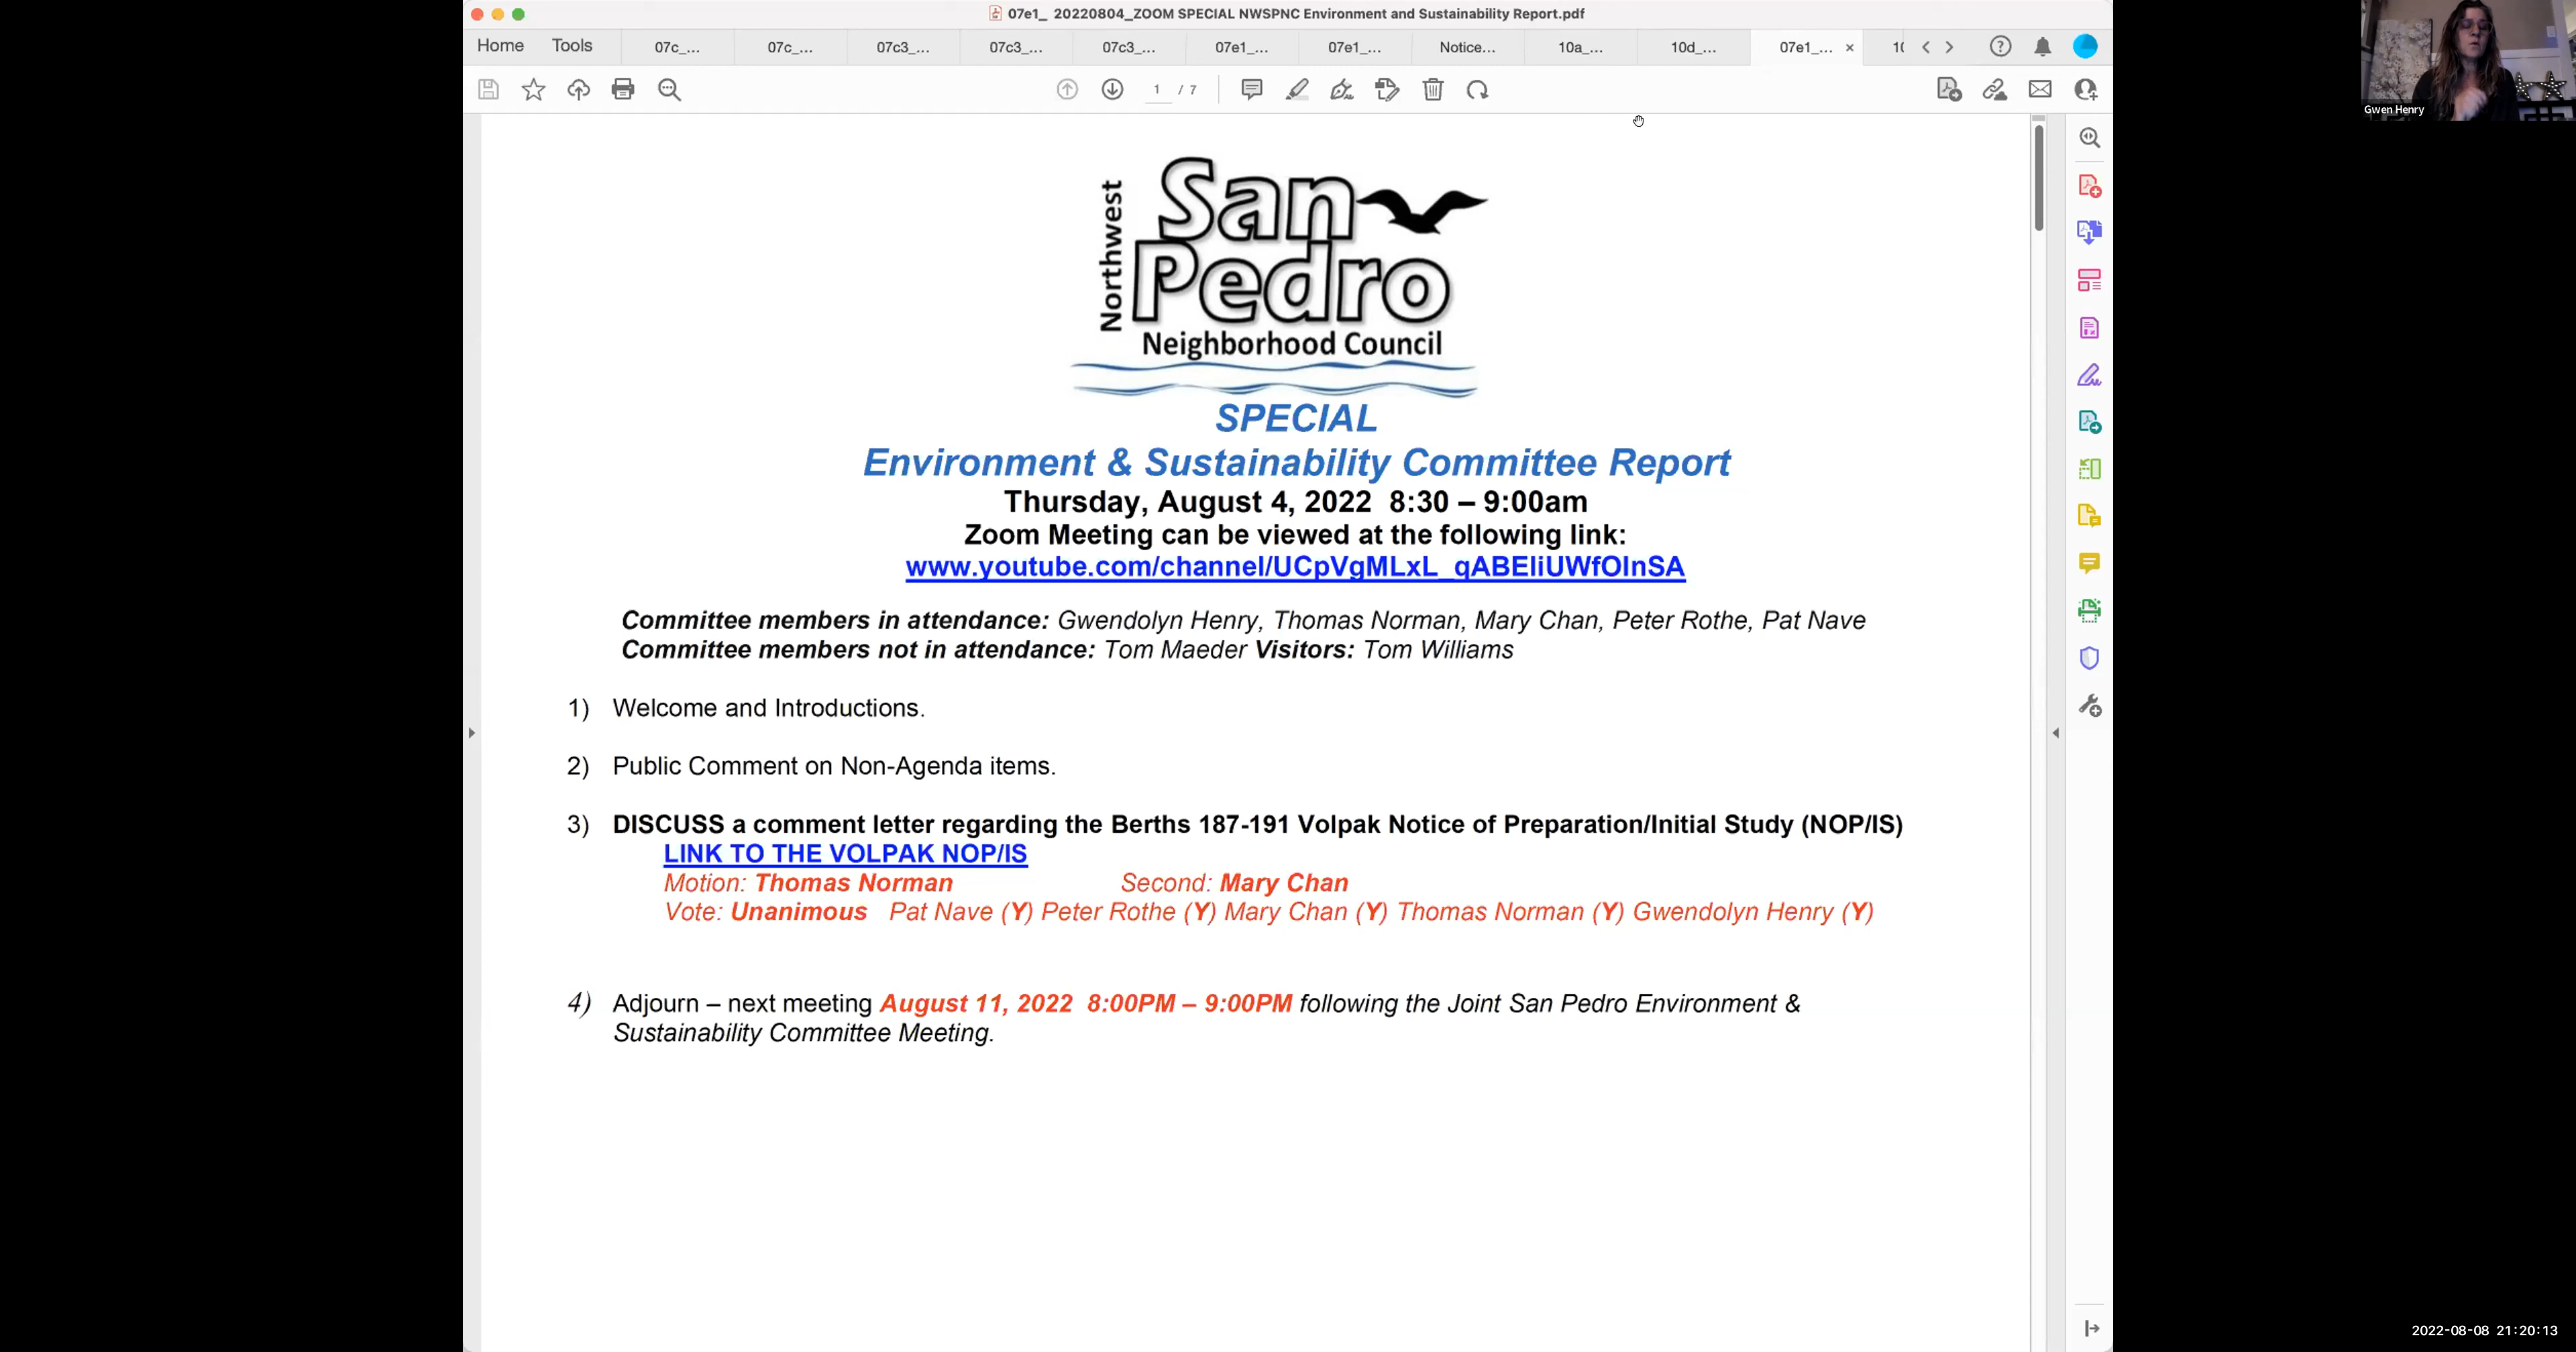 07e1_ 20220804_ZOOM SPECIAL NWSPNC Environment and Sustainability Report.pdf
Home Tools 07c_... 07c_... 07c3_... 07c3_... 07c3_... 07e1_... 07e1_... Notice... 10a_... 10d_... 07e1_... ×
1 / 7
Gwen Henry
Northwest
San
Pedro
Neighborhood Council
SPECIAL
Environment & Sustainability Committee Report
Thursday, August 4, 2022 8:30 – 9:00am
Zoom Meeting can be viewed at the following link:
www.youtube.com/channel/UCpVgMLxL_qABEliUWfOlnSA
Committee members in attendance: Gwendolyn Henry, Thomas Norman, Mary Chan, Peter Rothe, Pat Nave
Committee members not in attendance: Tom Maeder Visitors: Tom Williams
1) Welcome and Introductions.
2) Public Comment on Non-Agenda items.
3) DISCUSS a comment letter regarding the Berths 187-191 Volpak Notice of Preparation/Initial Study (NOP/IS)
LINK TO THE VOLPAK NOP/IS
Motion: Thomas Norman Second: Mary Chan
Vote: Unanimous Pat Nave (Y) Peter Rothe (Y) Mary Chan (Y) Thomas Norman (Y) Gwendolyn Henry (Y)
4) Adjourn – next meeting August 11, 2022 8:00PM – 9:00PM following the Joint San Pedro Environment &
Sustainability Committee Meeting.
2022-08-08 21:20:13